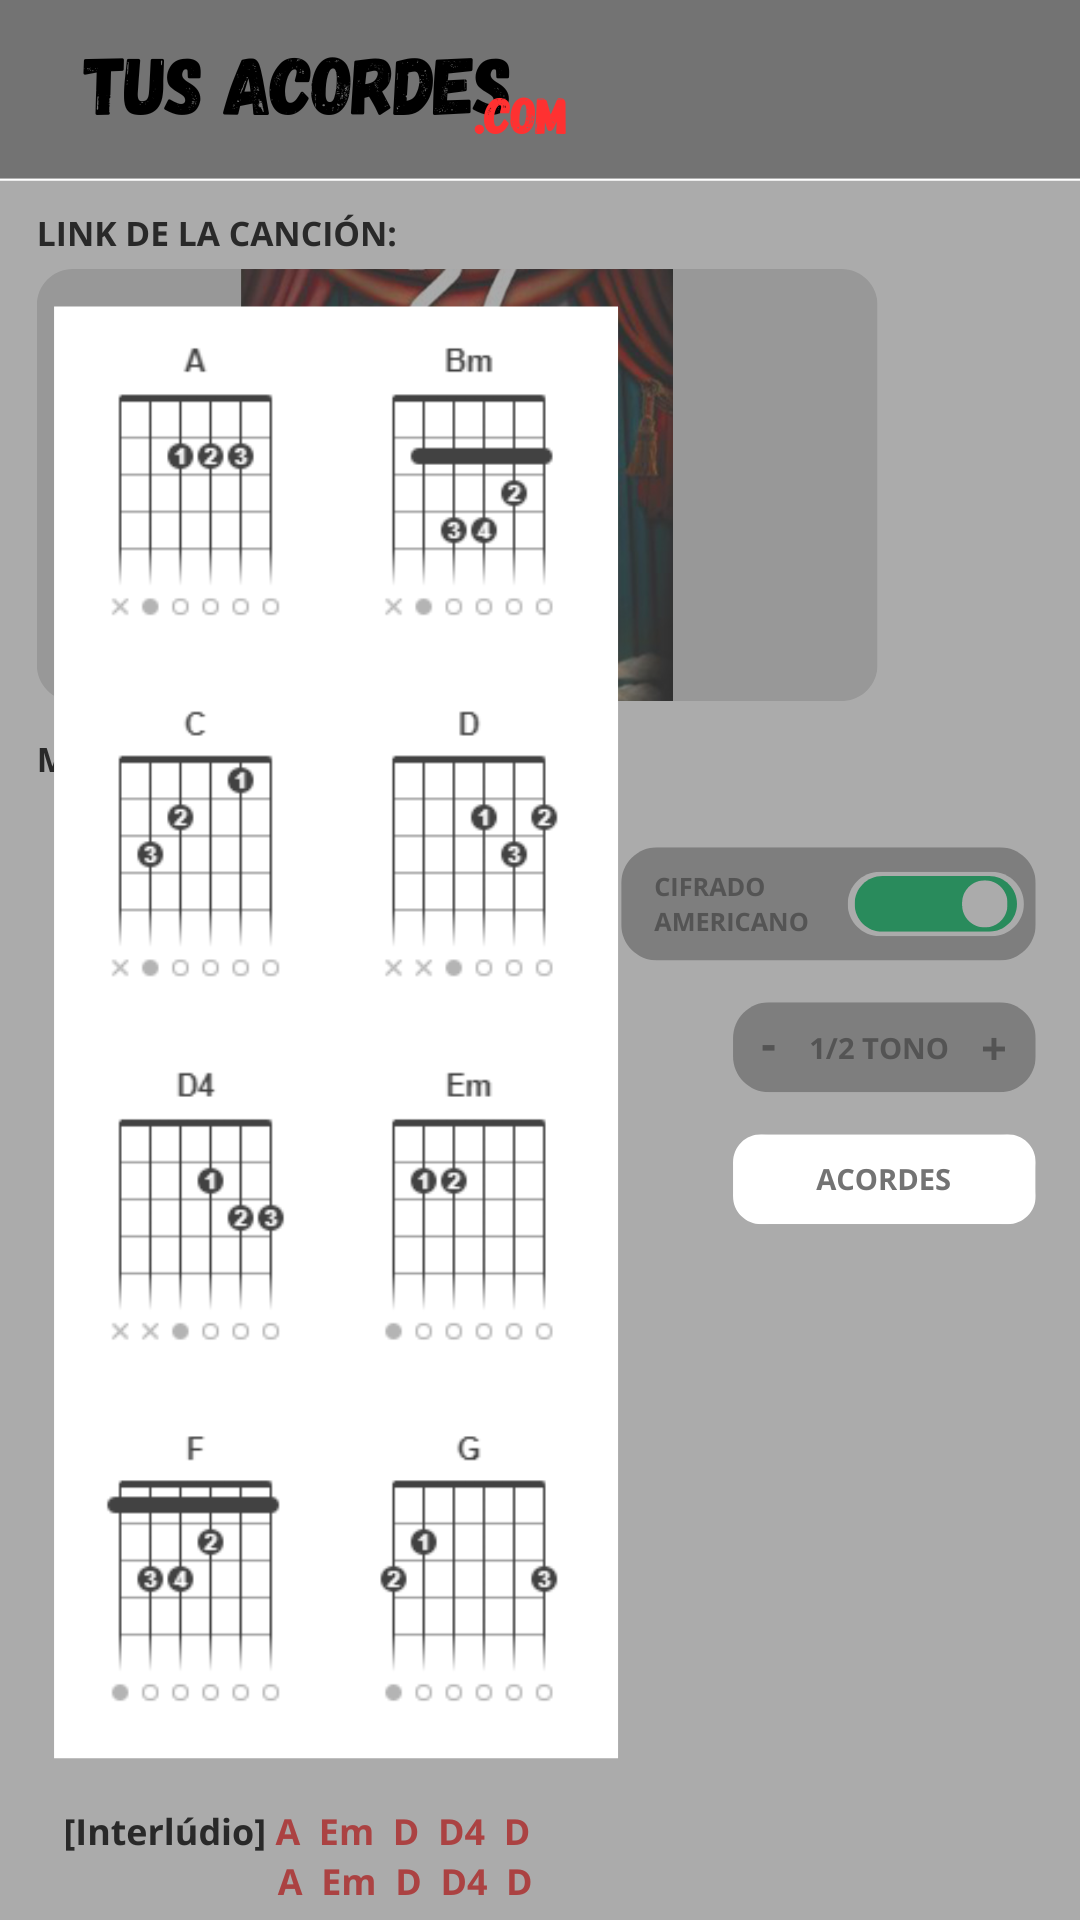 TUS ACORDES
.COM
LINK DE LA CANCIÓN:
A Bm
1 2 3
2
3 4
C D
1
2 1 2
3 3
CIFRADO
AMERICANO
- 1/2 TONO +
D4 Em
ACORDES
1 1 2
2 3
F G
2 1
3 4 2 3
[Interlúdio] A Em D D4 D
A Em D D4 D